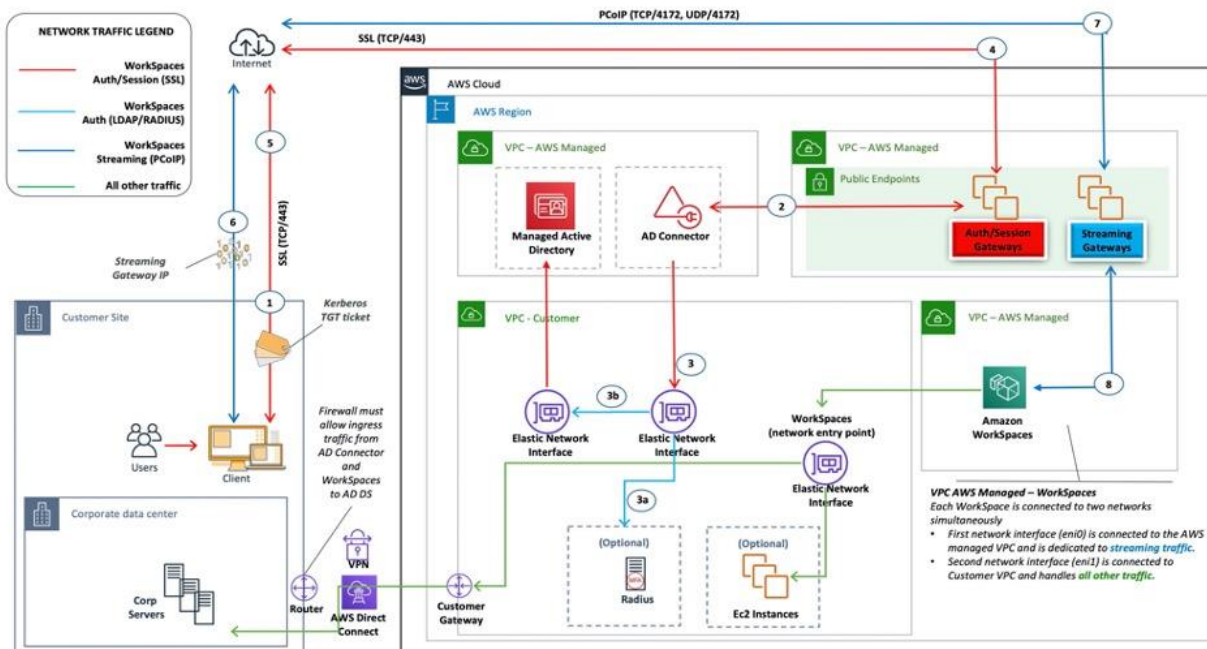 PCoIP (TCP/4172, UDP/4172)
7
SSL (TCP/443)
4
NETWORK TRAFFIC LEGEND
WorkSpaces
Auth/Session (SSL)
WorkSpaces
Auth (LDAP/RADIUS)
WorkSpaces
Streaming (PCoIP)
All other traffic
Internet
5
6
SSL (TCP/443)
Streaming
Gateway IP
1
Kerberos
TGT ticket
Customer Site
Users
Client
Firewall must
allow ingress
traffic from
AD Connector
and
WorkSpaces
to AD DS
Corporate data center
Corp
Servers
Router
VPN
AWS Direct
Connect
Customer
Gateway
aws
AWS Cloud
AWS Region
VPC – AWS Managed
Managed Active
Directory
AD Connector
2
VPC – AWS Managed
Public Endpoints
Auth/Session
Gateways
Streaming
Gateways
VPC - Customer
3
3b
Elastic Network
Interface
Elastic Network
Interface
WorkSpaces
(network entry point)
Elastic Network
Interface
3a
(Optional)
MFA
Radius
(Optional)
Ec2 Instances
VPC – AWS Managed
8
Amazon
WorkSpaces
VPC AWS Managed – WorkSpaces
Each WorkSpace is connected to two networks
simultaneously
• First network interface (eni0) is connected to the AWS
managed VPC and is dedicated to streaming traffic.
• Second network interface (eni1) is connected to
Customer VPC and handles all other traffic.